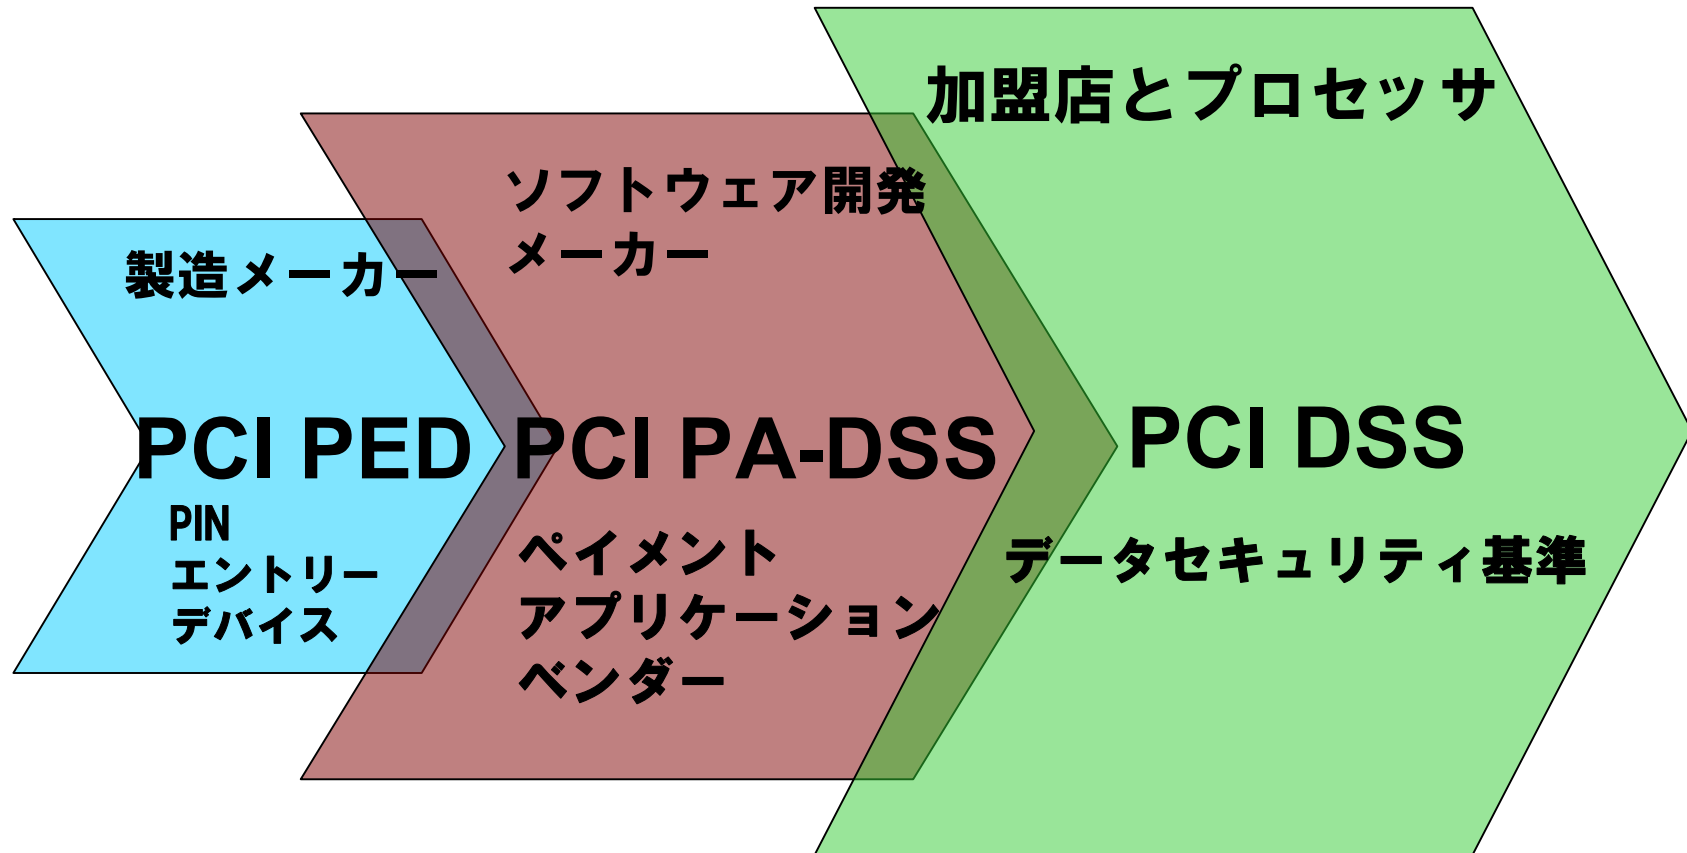 製造メーカー
PCI PED
PIN
エントリー
デバイス
ソフトウェア開発
メーカー
PCI PA-DSS
ペイメント
アプリケーション
ベンダー
加盟店とプロセッサ
PCI DSS
データセキュリティ基準